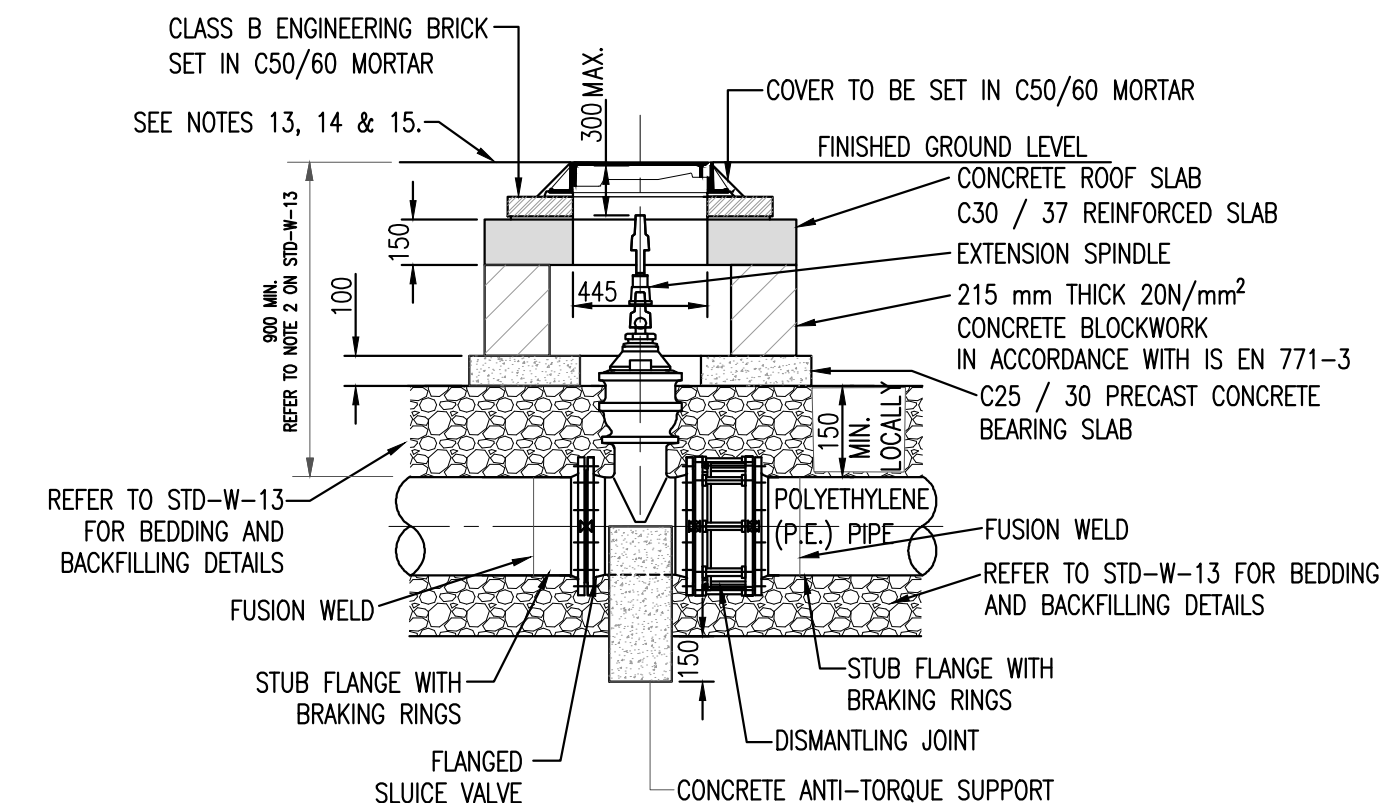 CLASS B ENGINEERING BRICK
SET IN C50/60 MORTAR
SEE NOTES 13, 14 & 15.
300 MAX.
COVER TO BE SET IN C50/60 MORTAR
FINISHED GROUND LEVEL
CONCRETE ROOF SLAB
C30 / 37 REINFORCED SLAB
EXTENSION SPINDLE
215 mm THICK 20N/mm²
CONCRETE BLOCKWORK
IN ACCORDANCE WITH IS EN 771-3
C25 / 30 PRECAST CONCRETE
BEARING SLAB
900 MIN.
REFER TO NOTE 2 ON STD-W-13
150
100
445
150
MIN.
LOCALLY
REFER TO STD-W-13
FOR BEDDING AND
BACKFILLING DETAILS
POLYETHYLENE
(P.E.) PIPE
FUSION WELD
FUSION WELD
REFER TO STD-W-13 FOR BEDDING
AND BACKFILLING DETAILS
STUB FLANGE WITH
BRAKING RINGS
150
STUB FLANGE WITH
BRAKING RINGS
FLANGED
SLUICE VALVE
DISMANTLING JOINT
CONCRETE ANTI-TORQUE SUPPORT